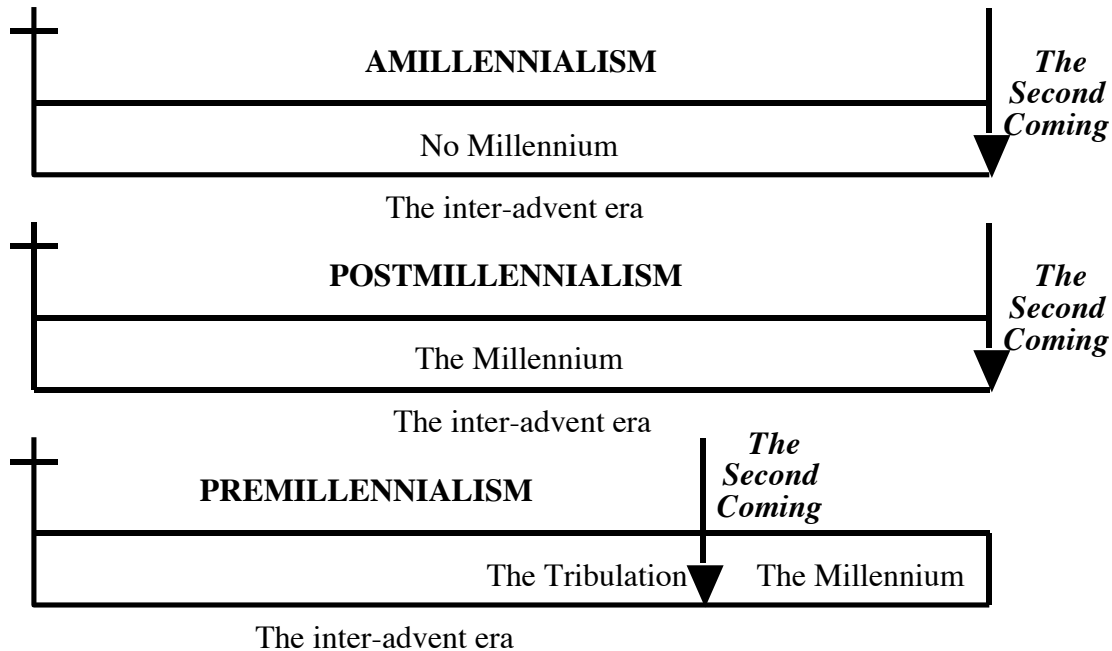 AMILLENNIALISM
The
Second
Coming
No Millennium
The inter-advent era
POSTMILLENNIALISM
The
Second
Coming
The Millennium
The inter-advent era
The
Second
Coming
PREMILLENNIALISM
The Tribulation
The Millennium
The inter-advent era